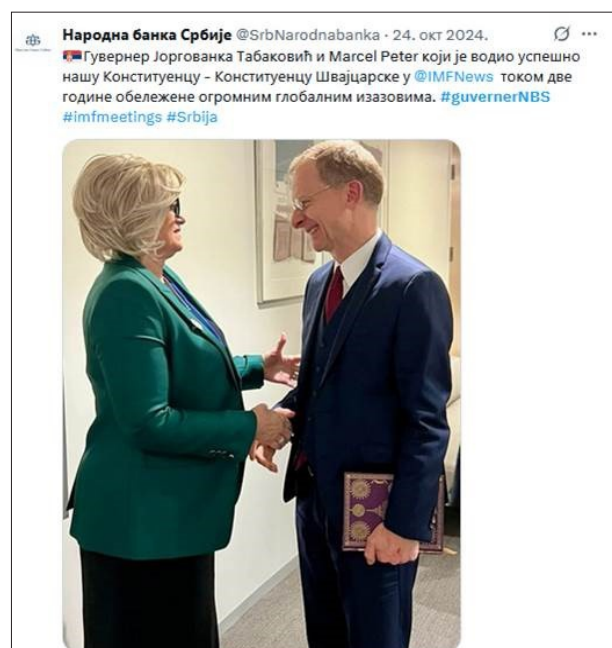 Народна банка Србије @SrbNarodnabanka · 24. окт 2024.
🇷🇸Гувернер Јоргованка Табаковић и Marcel Peter који је водио успешно
нашу Конституенцу – Конституенцу Швајцарске у @IMFNews током две
године обележене огромним глобалним изазовима. #guvernerNBS
#imfmeetings #Srbija